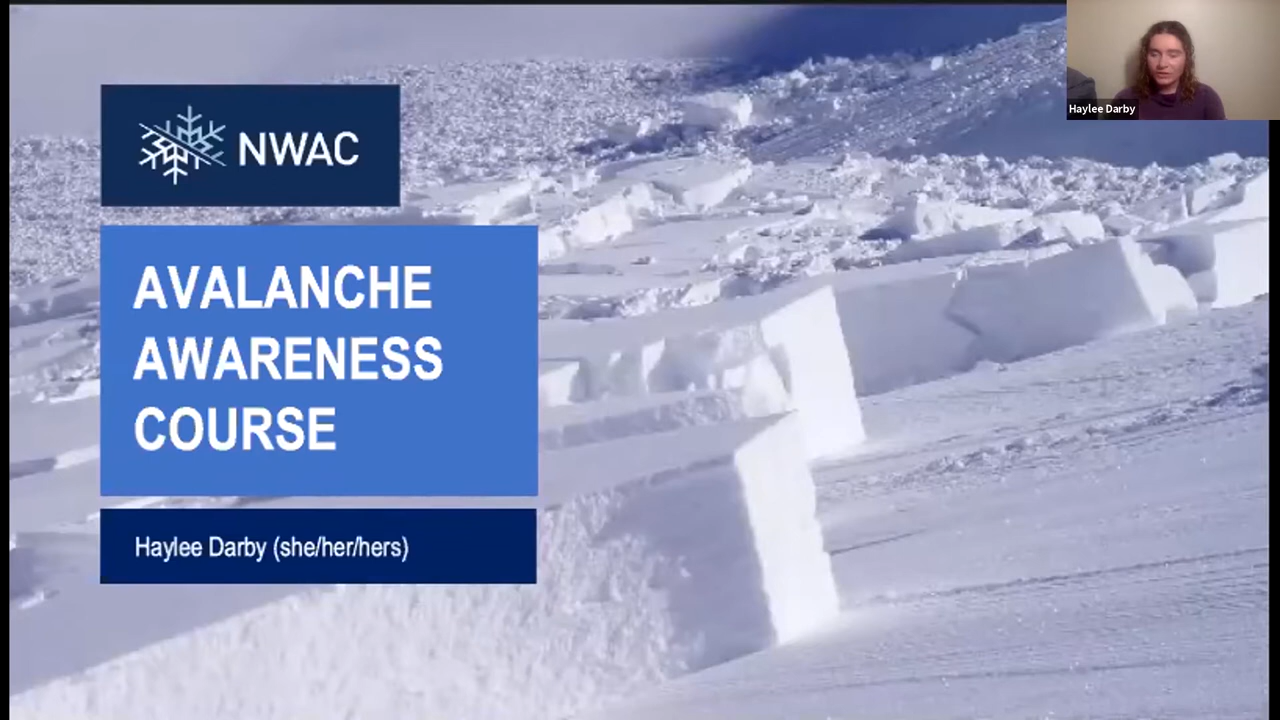 NWAC
AVALANCHE
AWARENESS
COURSE
Haylee Darby (she/her/hers)
Haylee Darby